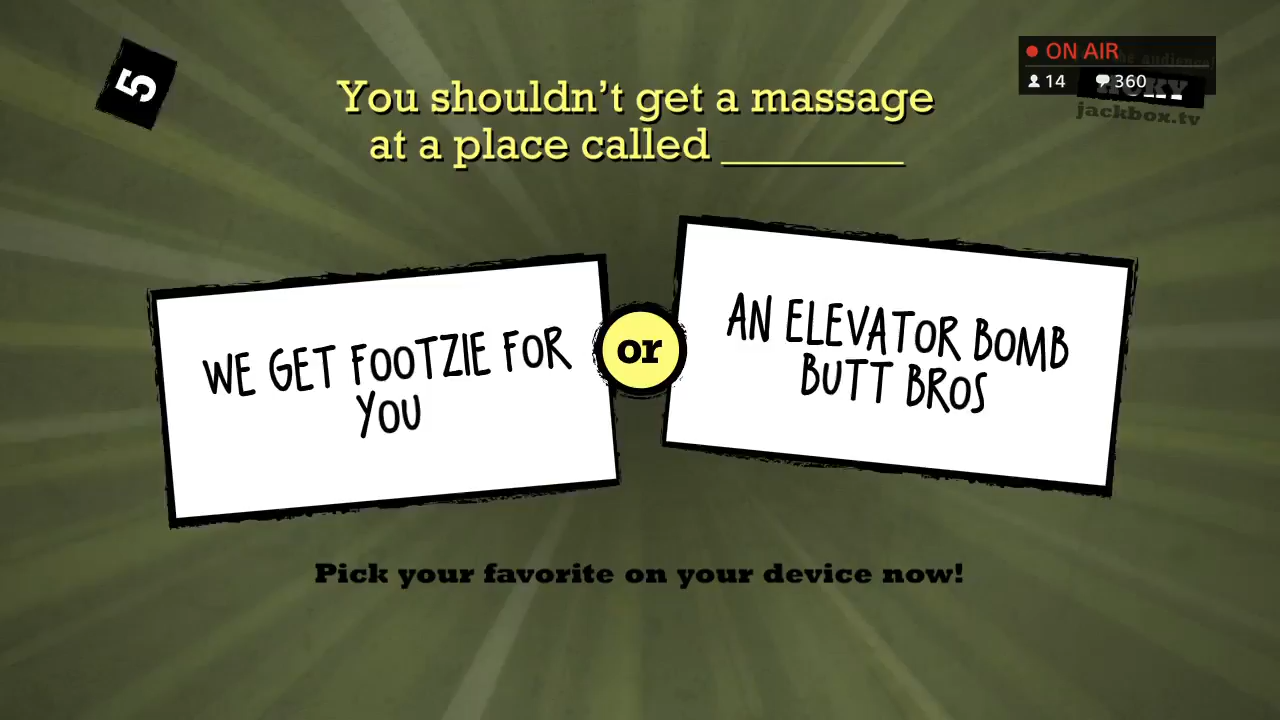 5
ON AIR
14 360
jackbox.tv
You shouldn't get a massage
at a place called ________
WE GET FOOTZIE FOR
YOU
or
AN ELEVATOR BOMB
BUTT BROS
Pick your favorite on your device now!